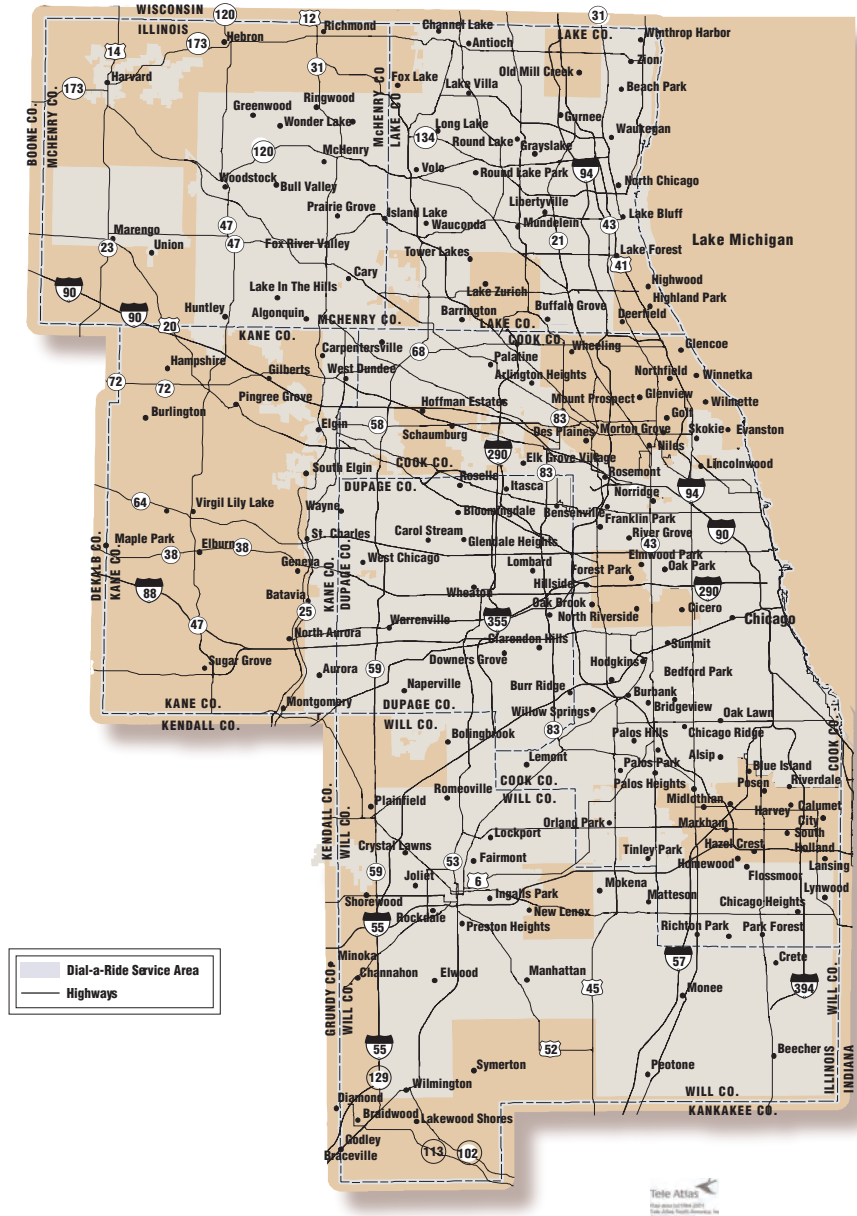 WISCONSIN
ILLINOIS
120
12
Richmond
Channel Lake
31
Winthrop Harbor
173
Hebron
Antioch
LAKE CO.
14
Zion
31
Harvard
Fox Lake
Old Mill Creek
173
Lake Villa
Beach Park
BOONE CO.
MCHENRY CO.
MCHENRY CO
LAKE CO
Ringwood
Greenwood
Wonder Lake
Gurnee
Long Lake
Waukegan
134
Round Lake
Grayslake
120
McHenry
Volo
Round Lake Park
94
Woodstock
Bull Valley
North Chicago
Libertyville
Prairie Grove
Island Lake
Lake Bluff
47
Wauconda
Mundelein
43
Marengo
21
Lake Michigan
23
Union
47
Fox River Valley
Lake Forest
Tower Lakes
41
Cary
Highwood
90
Lake In The Hills
Lake Zurich
Highland Park
90
Huntley
Algonquin
Barrington
Buffalo Grove
Deerfield
20
MCHENRY CO.
LAKE CO.
KANE CO.
COOK CO.
Carpentersville
68
Wheeling
Glencoe
Hampshire
Palatine
72
72
Gilberts
West Dundee
Arlington Heights
Northfield
Winnetka
Pingree Grove
Hoffman Estates
Mount Prospect
Glenview
Wilmette
Burlington
83
Golf
Elgin
58
Schaumburg
Des Plaines
Morton Grove
Skokie
Evanston
290
Niles
COOK CO.
Elk Grove Village
Lincolnwood
South Elgin
83
Rosemont
DUPAGE CO.
Roselle
Itasca
94
Norridge
64
Virgil
Lily Lake
Wayne
Bloomingdale
Bensenville
Franklin Park
90
Maple Park
St. Charles
Carol Stream
River Grove
Elburn
38
Glendale Heights
43
38
West Chicago
Elmwood Park
DEKALB CO.
KANE CO.
KANE CO.
DUPAGE CO.
Geneva
Lombard
Forest Park
Oak Park
88
Batavia
Wheaton
Hillside
290
25
Oak Brook
Cicero
47
355
North Riverside
Chicago
Warrenville
North Aurora
Clarendon Hills
Summit
Sugar Grove
Aurora
59
Downers Grove
Hodgkins
Bedford Park
Naperville
Burr Ridge
Burbank
KANE CO.
Montgomery
DUPAGE CO.
Willow Springs
Bridgeview
KENDALL CO.
WILL CO.
Oak Lawn
83
Bolingbrook
Palos Hills
Chicago Ridge
COOK CO.
Lemont
Alsip
Palos Park
Blue Island
COOK CO.
Palos Heights
Posen
Riverdale
WILL CO.
Romeoville
Plainfield
Midlothian
Calumet
KENDALL CO.
WILL CO.
Harvey
City
Orland Park
Markham
South
Lockport
Holland
Crystal Lawns
Hazel Crest
Tinley Park
53
Fairmont
Homewood
Lansing
59
Joliet
6
Flossmoor
Mokena
Lynwood
Ingalls Park
Matteson
Shorewood
Chicago Heights
Rockdale
New Lenox
55
Preston Heights
Richton Park
Park Forest
Minoka
57
Crete
Dial-a-Ride Service Area
Channahon
Elwood
Manhattan
Highways
45
394
Monee
GRUNDY CO.
WILL CO.
WILL CO.
55
52
Beecher
129
Symerton
Peotone
ILLINOIS
INDIANA
Wilmington
WILL CO.
Diamond
KANKAKEE CO.
Braidwood
Lakewood Shores
Godley
113
102
Braceville
Tele Atlas